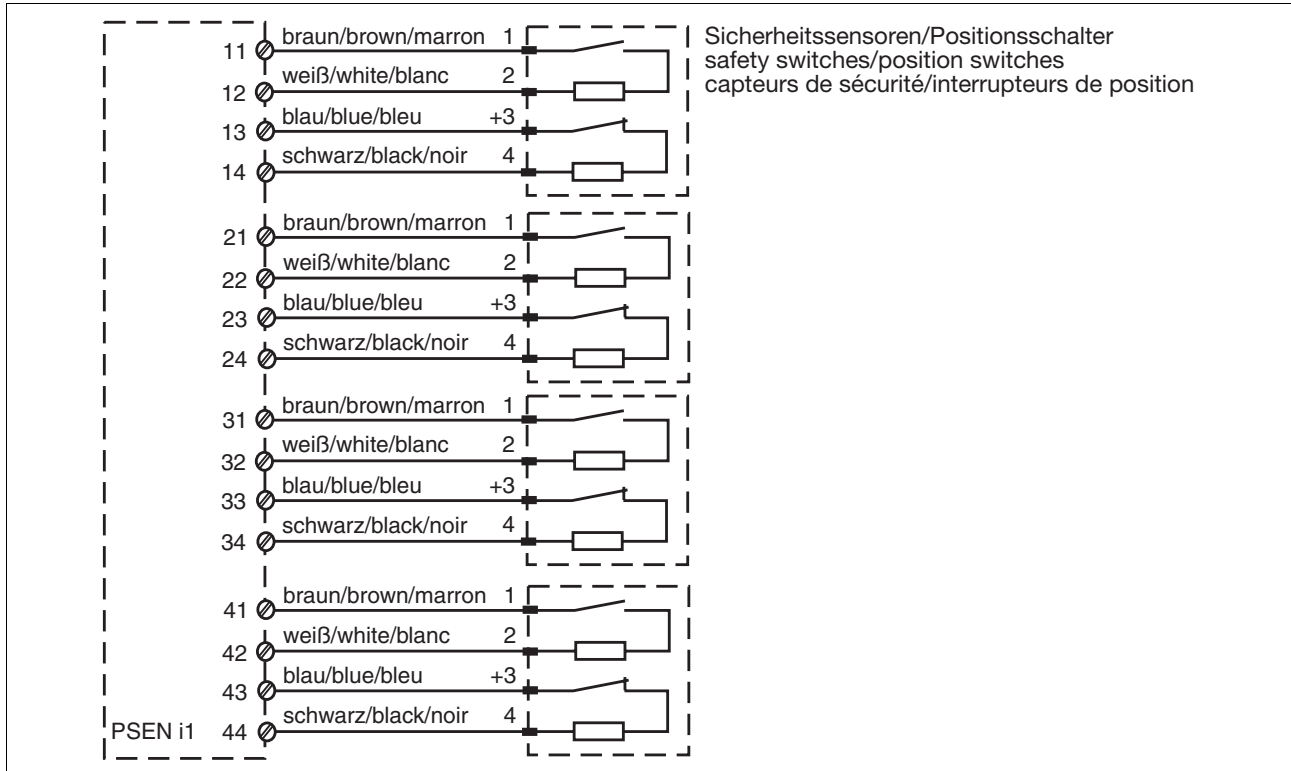 Sicherheitssensoren/Positionsschalter
safety switches/position switches
capteurs de sécurité/interrupteurs de position
11 braun/brown/marron 1
12 weiß/white/blanc 2
13 blau/blue/bleu +3
14 schwarz/black/noir 4
21 braun/brown/marron 1
22 weiß/white/blanc 2
23 blau/blue/bleu +3
24 schwarz/black/noir 4
31 braun/brown/marron 1
32 weiß/white/blanc 2
33 blau/blue/bleu +3
34 schwarz/black/noir 4
41 braun/brown/marron 1
42 weiß/white/blanc 2
43 blau/blue/bleu +3
PSEN i1 44 schwarz/black/noir 4